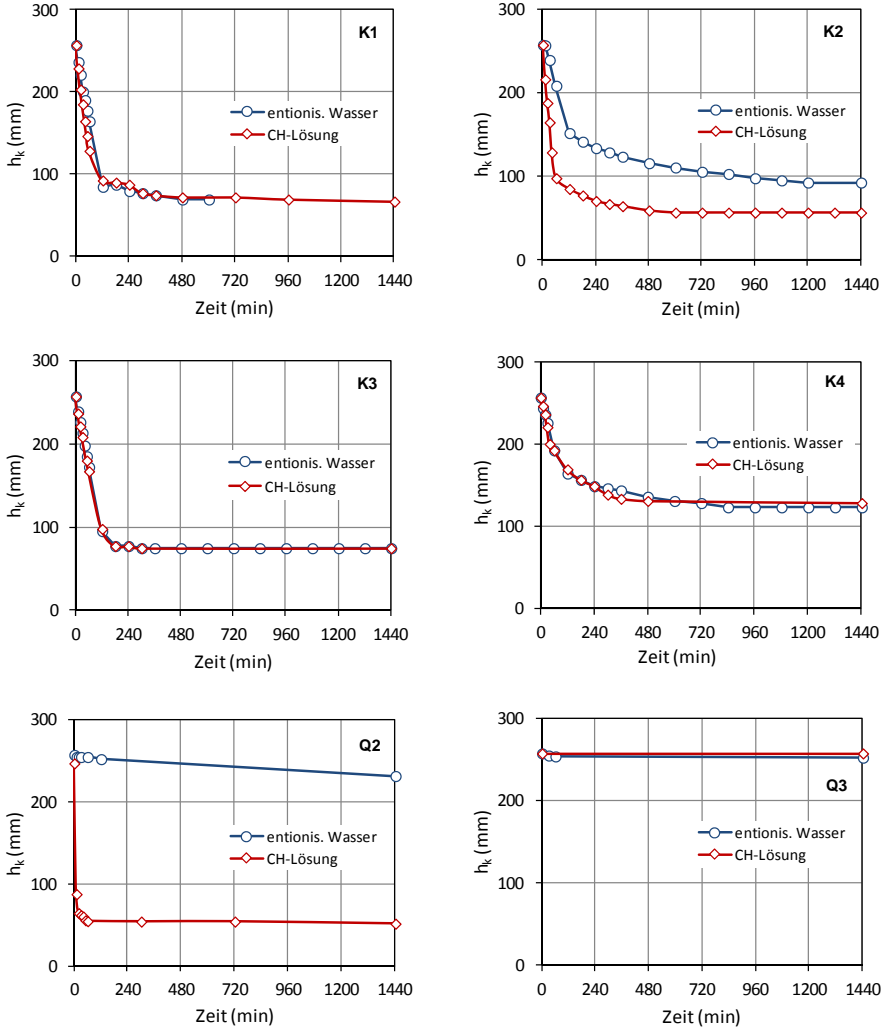 K1
300
200
100
0
h_k (mm)
entionis. Wasser
CH-Lösung
0 240 480 720 960 1200 1440
Zeit (min)
K2
300
200
100
0
h_k (mm)
entionis. Wasser
CH-Lösung
0 240 480 720 960 1200 1440
Zeit (min)
K3
300
200
100
0
h_k (mm)
entionis. Wasser
CH-Lösung
0 240 480 720 960 1200 1440
Zeit (min)
K4
300
200
100
0
h_k (mm)
entionis. Wasser
CH-Lösung
0 240 480 720 960 1200 1440
Zeit (min)
Q2
300
200
100
0
h_k (mm)
entionis. Wasser
CH-Lösung
0 240 480 720 960 1200 1440
Zeit (min)
Q3
300
200
100
0
h_k (mm)
entionis. Wasser
CH-Lösung
0 240 480 720 960 1200 1440
Zeit (min)